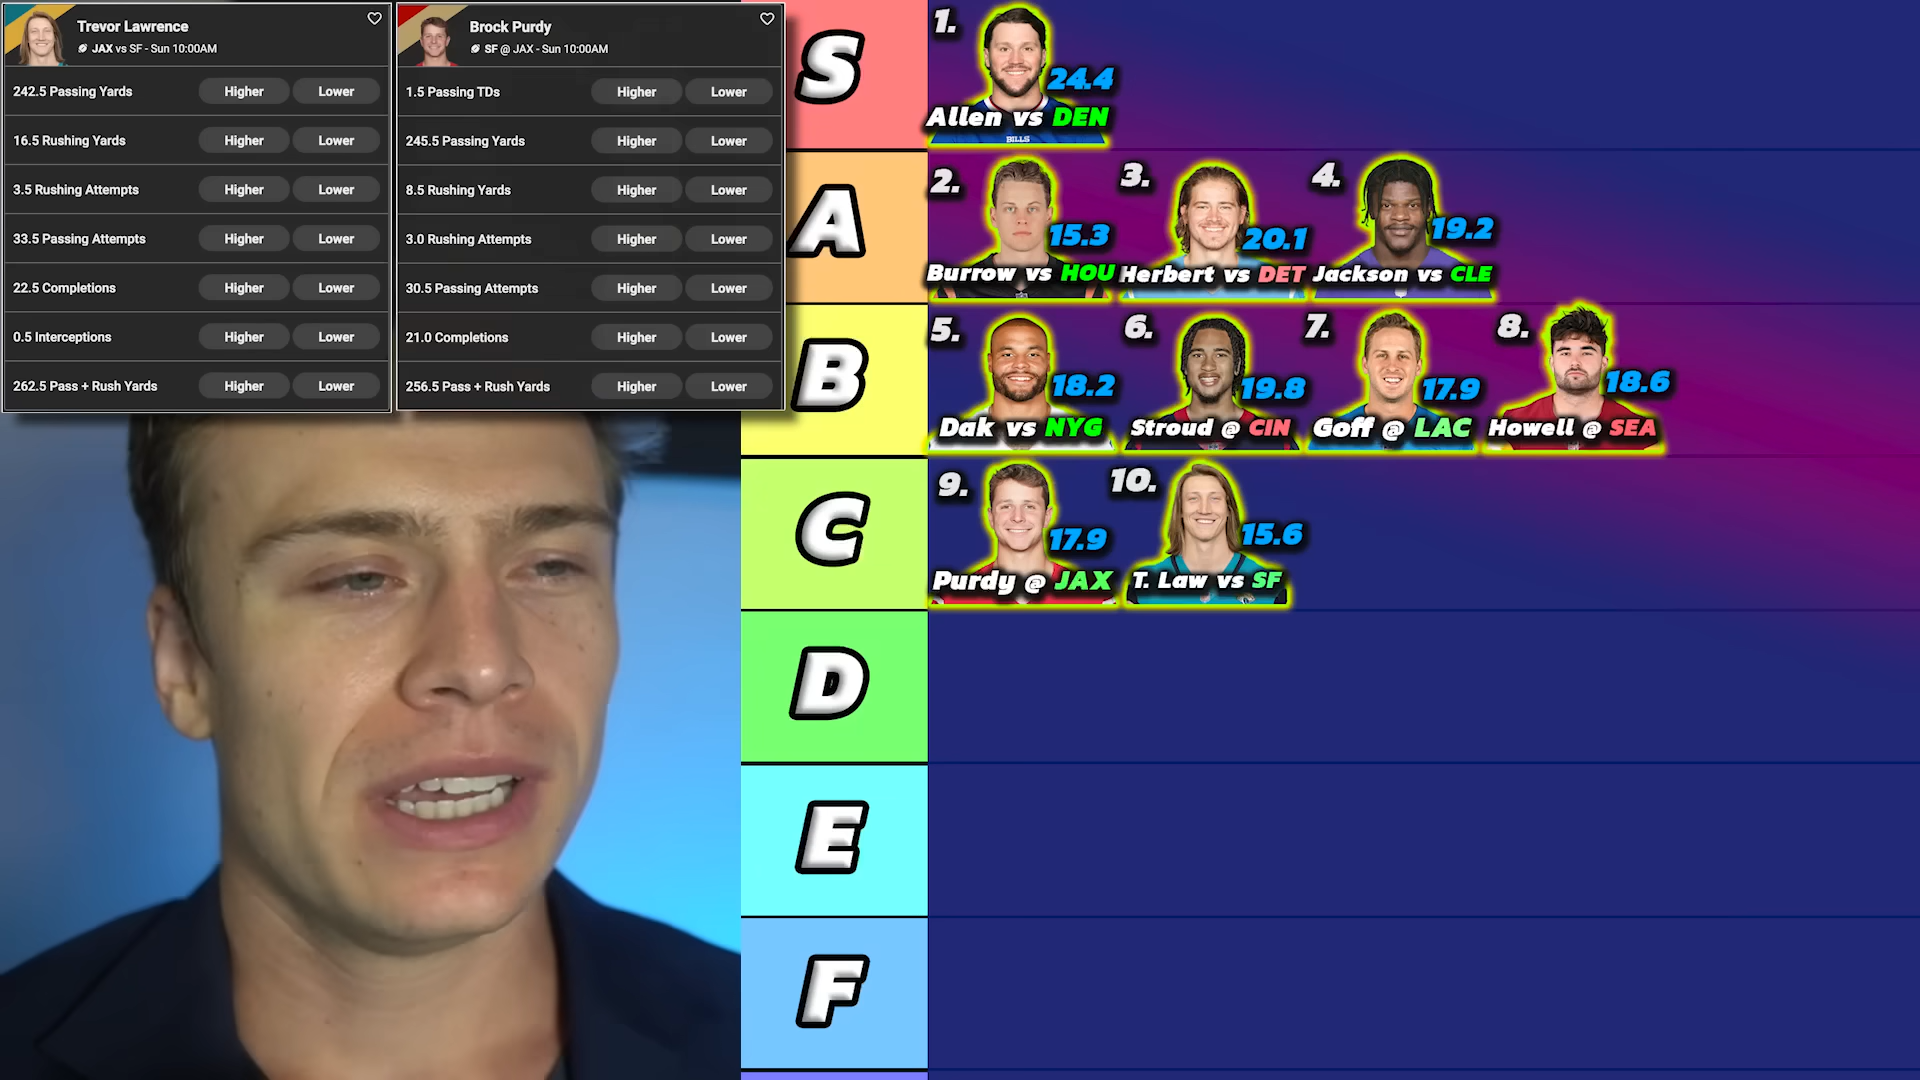 Trevor Lawrence
JAX vs SF - Sun 10:00AM
242.5 Passing Yards Higher Lower
16.5 Rushing Yards Higher Lower
3.5 Rushing Attempts Higher Lower
33.5 Passing Attempts Higher Lower
22.5 Completions Higher Lower
0.5 Interceptions Higher Lower
262.5 Pass + Rush Yards Higher Lower
Brock Purdy
SF @ JAX - Sun 10:00AM
1.5 Passing TDs Higher Lower
245.5 Passing Yards Higher Lower
8.5 Rushing Yards Higher Lower
3.0 Rushing Attempts Higher Lower
30.5 Passing Attempts Higher Lower
21.0 Completions Higher Lower
256.5 Pass + Rush Yards Higher Lower
S
1.
24.4
Allen vs DEN
BILLS
A
2.
15.3
Burrow vs HOU
3.
20.1
Herbert vs DET
4.
19.2
Jackson vs CLE
B
5.
18.2
Dak vs NYG
6.
19.8
Stroud @ CIN
7.
17.9
Goff @ LAC
8.
18.6
Howell @ SEA
C
9.
17.9
Purdy @ JAX
10.
15.6
T. Law vs SF
D
E
F